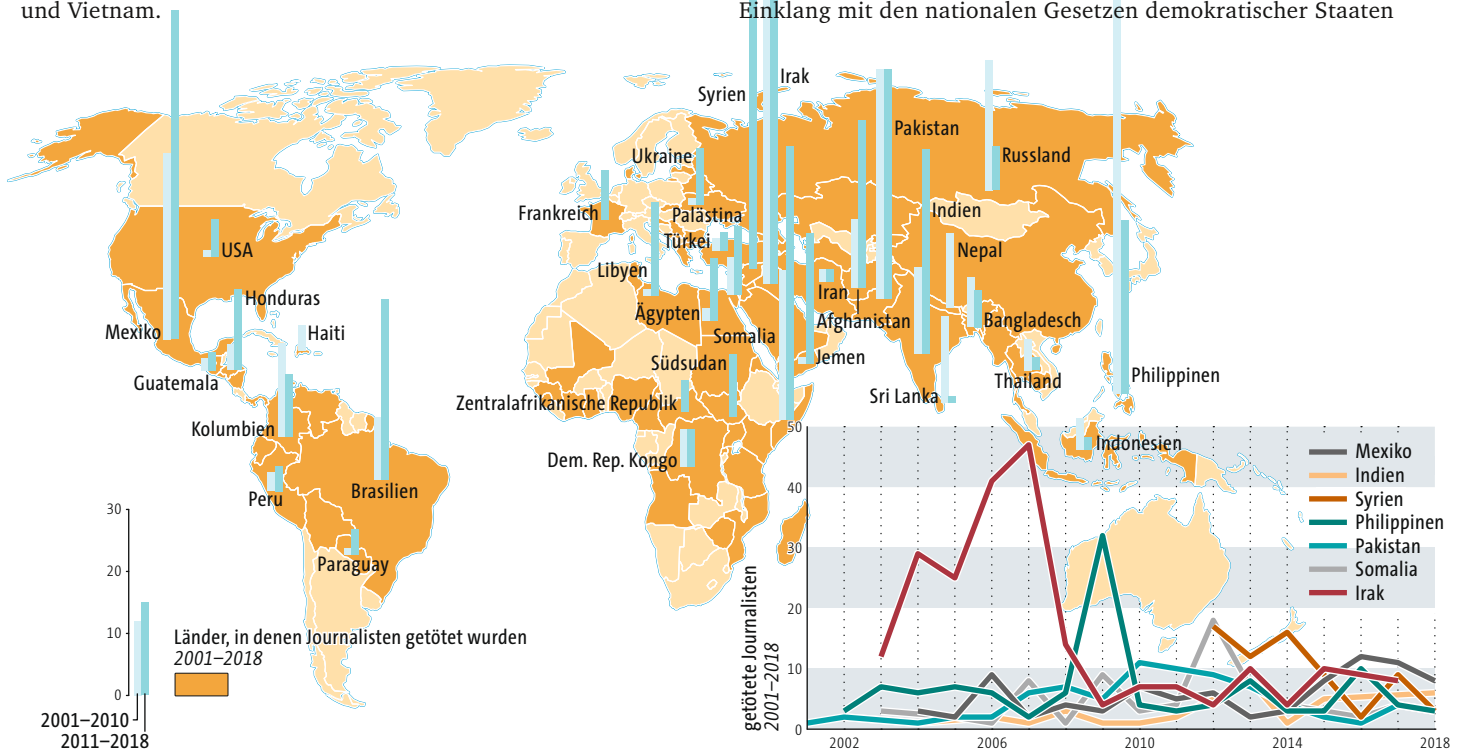 und Vietnam.
Einklang mit den nationalen Gesetzen demokratischer Staaten
Irak
Syrien
Pakistan
Ukraine
Russland
Frankreich
Palästina
Indien
Türkei
USA
Nepal
Libyen
Iran
Honduras
Ägypten
Afghanistan
Bangladesch
Mexiko
Haiti
Somalia
Jemen
Südsudan
Guatemala
Thailand
Philippinen
Zentralafrikanische Republik
Sri Lanka
Kolumbien
Indonesien
Dem. Rep. Kongo
Brasilien
Peru
Paraguay
30
20
10
0
2001–2010
2011–2018
Länder, in denen Journalisten getötet wurden
2001–2018
getötete Journalisten
2001–2018
50
40
30
20
10
0
2002
2006
2010
2014
2018
Mexiko
Indien
Syrien
Philippinen
Pakistan
Somalia
Irak